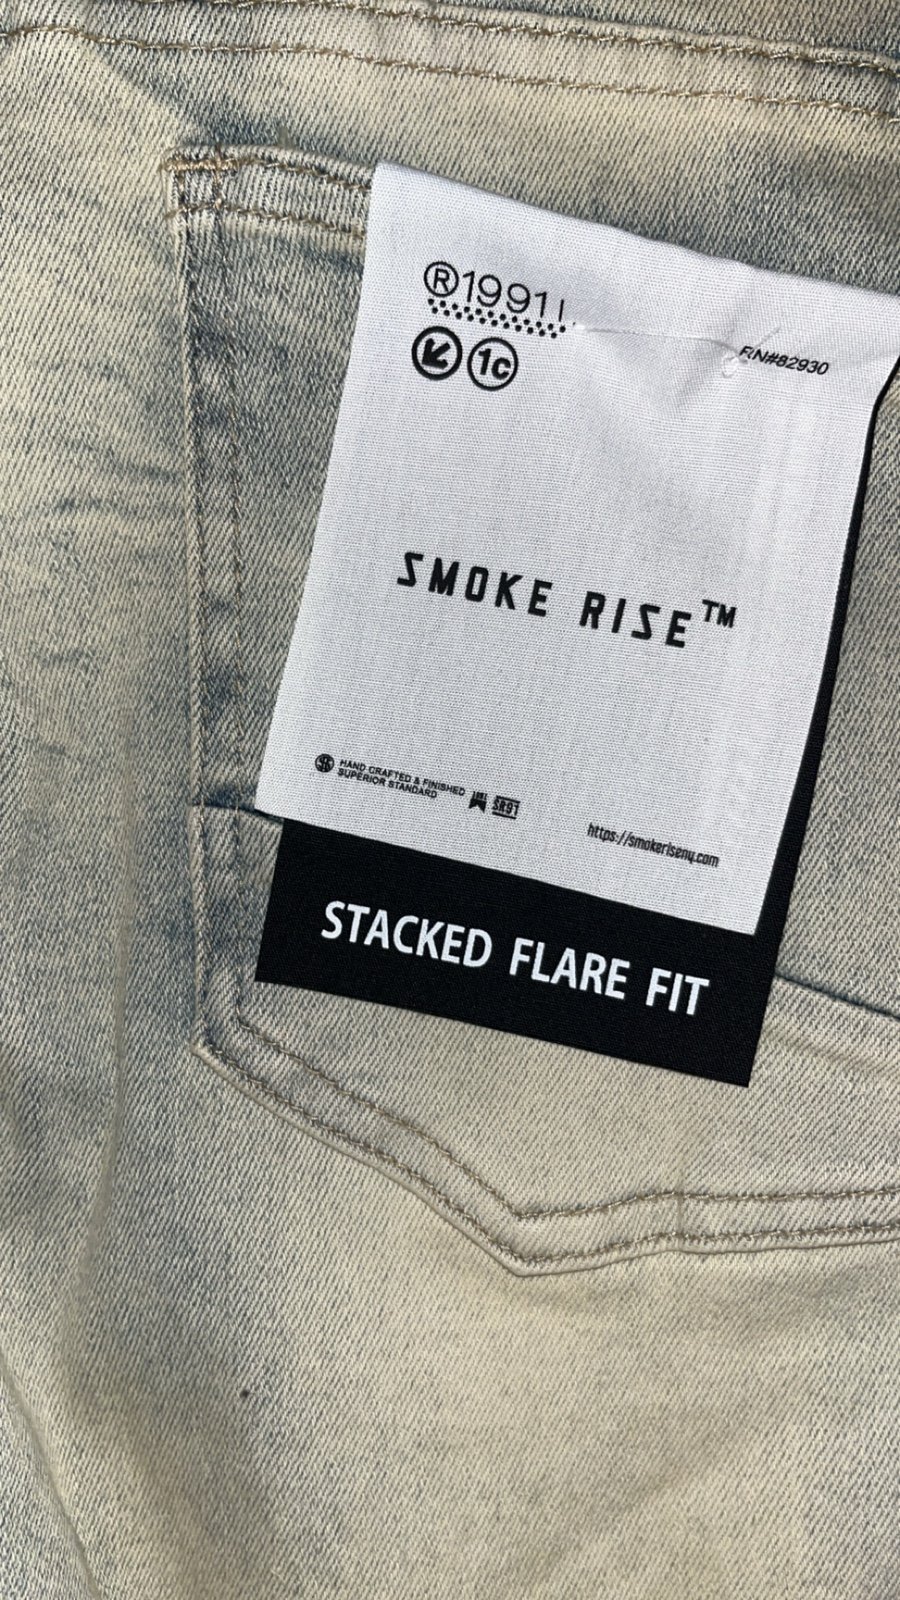 ®1991
RN#82930
1c
SMOKE RISE™
HAND CRAFTED & FINISHED
SUPERIOR STANDARD
SR91
https://smokeriseny.com
STACKED FLARE FIT